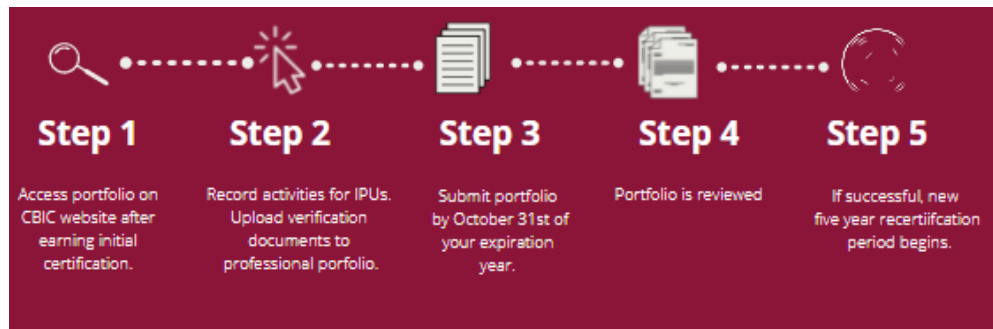 Step 1
Step 2
Step 3
Step 4
Step 5
Access portfolio on
CBIC website after
earning initial
certification.
Record activities for IPUs.
Upload verification
documents to
professional porfolio.
Submit portfolio
by October 31st of
your expiration
year.
Portfolio is reviewed
If successful, new
five year recertiifcation
period begins.